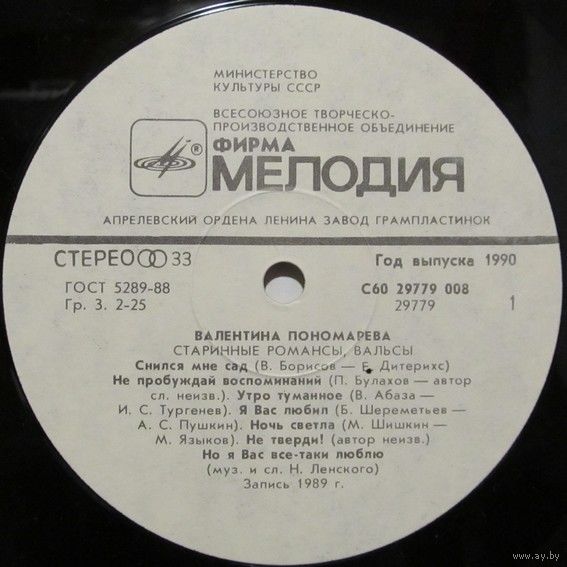 МИНИСТЕРСТВО
КУЛЬТУРЫ СССР
ВСЕСОЮЗНОЕ ТВОРЧЕСКО-
ПРОИЗВОДСТВЕННОЕ ОБЪЕДИНЕНИЕ
®
ФИРМА
МЕЛОДИЯ
АПРЕЛЕВСКИЙ ОРДЕНА ЛЕНИНА ЗАВОД ГРАМПЛАСТИНОК
СТЕРЕО 33
Год выпуска 1990
ГОСТ 5289-88
С60 29779 008
Гр. 3. 2-25
29779
1
ВАЛЕНТИНА ПОНОМАРЕВА
СТАРИННЫЕ РОМАНСЫ, ВАЛЬСЫ
Снился мне сад (В. Борисов — Е. Дитерихс)
Не пробуждай воспоминаний (П. Булахов — автор
сл. неизв.). Утро туманное (В. Абаза —
И. С. Тургенев). Я Вас любил (Б. Шереметьев —
А. С. Пушкин). Ночь светла (М. Шишкин —
М. Языков). Не тверди! (автор неизв.).
Но я Вас все-таки люблю
(муз. и сл. Н. Ленского)
Запись 1989 г.
www.ay.by